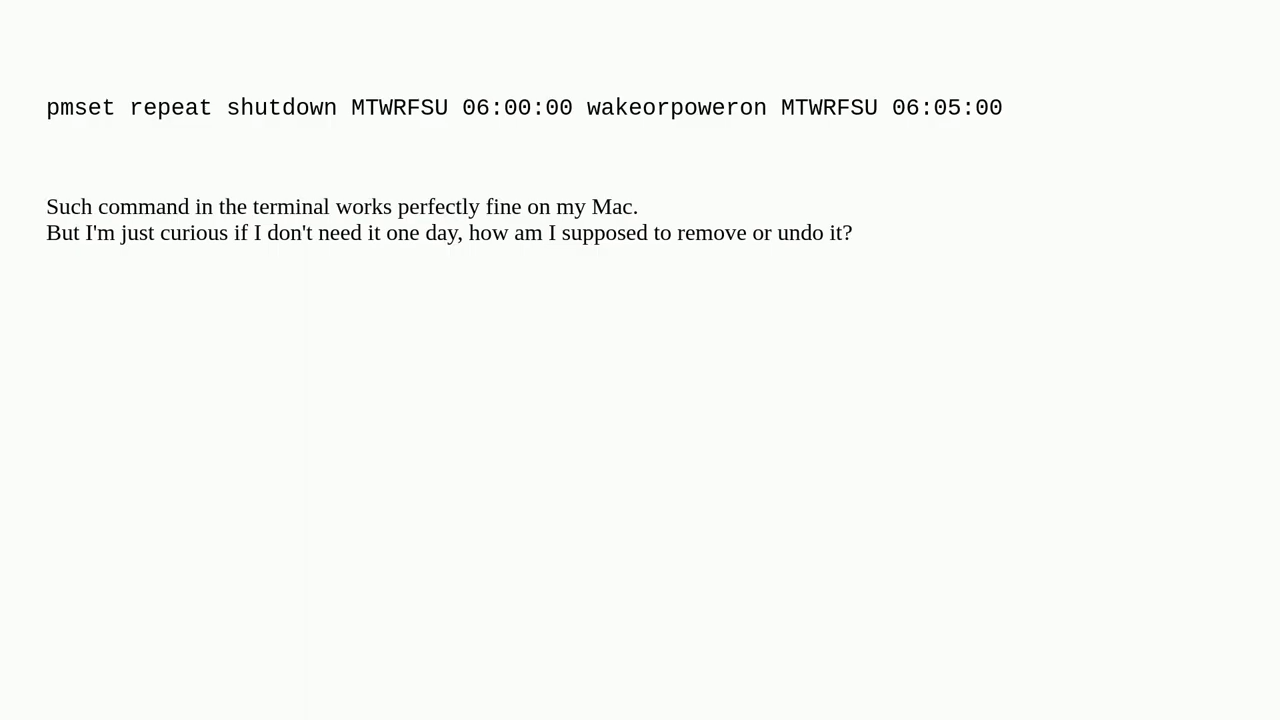 pmset repeat shutdown MTWRFSU 06:00:00 wakeorpoweron MTWRFSU 06:05:00
Such command in the terminal works perfectly fine on my Mac.
But I'm just curious if I don't need it one day, how am I supposed to remove or undo it?